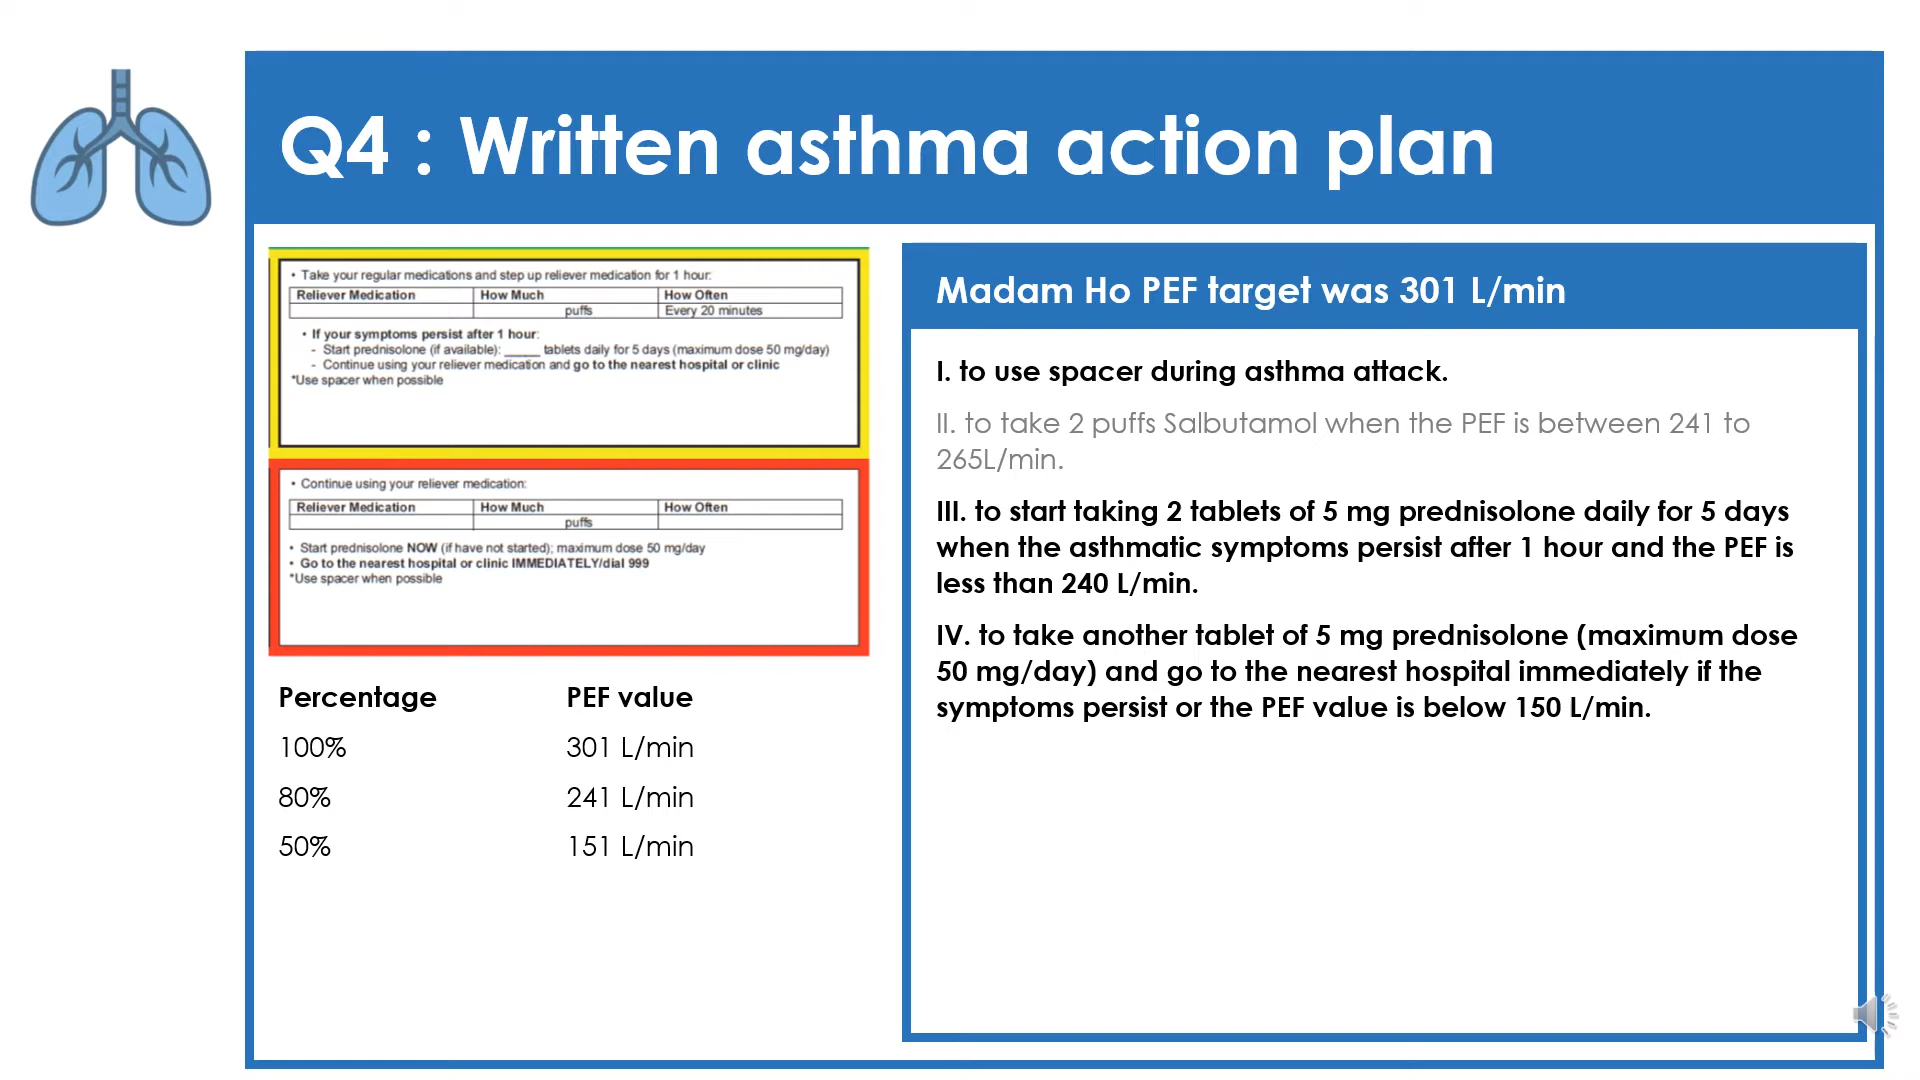 Q4 : Written asthma action plan
• Take your regular medications and step up reliever medication for 1 hour:
Reliever Medication How Much How Often
puffs Every 20 minutes
• If your symptoms persist after 1 hour:
- Start prednisolone (if available): _____ tablets daily for 5 days (maximum dose 50 mg/day)
- Continue using your reliever medication and go to the nearest hospital or clinic
*Use spacer when possible
• Continue using your reliever medication:
Reliever Medication How Much How Often
puffs
• Start prednisolone NOW (if have not started); maximum dose 50 mg/day
• Go to the nearest hospital or clinic IMMEDIATELY/dial 999
*Use spacer when possible
Percentage PEF value
100% 301 L/min
80% 241 L/min
50% 151 L/min
Madam Ho PEF target was 301 L/min
I. to use spacer during asthma attack.
II. to take 2 puffs Salbutamol when the PEF is between 241 to
265L/min.
III. to start taking 2 tablets of 5 mg prednisolone daily for 5 days
when the asthmatic symptoms persist after 1 hour and the PEF is
less than 240 L/min.
IV. to take another tablet of 5 mg prednisolone (maximum dose
50 mg/day) and go to the nearest hospital immediately if the
symptoms persist or the PEF value is below 150 L/min.